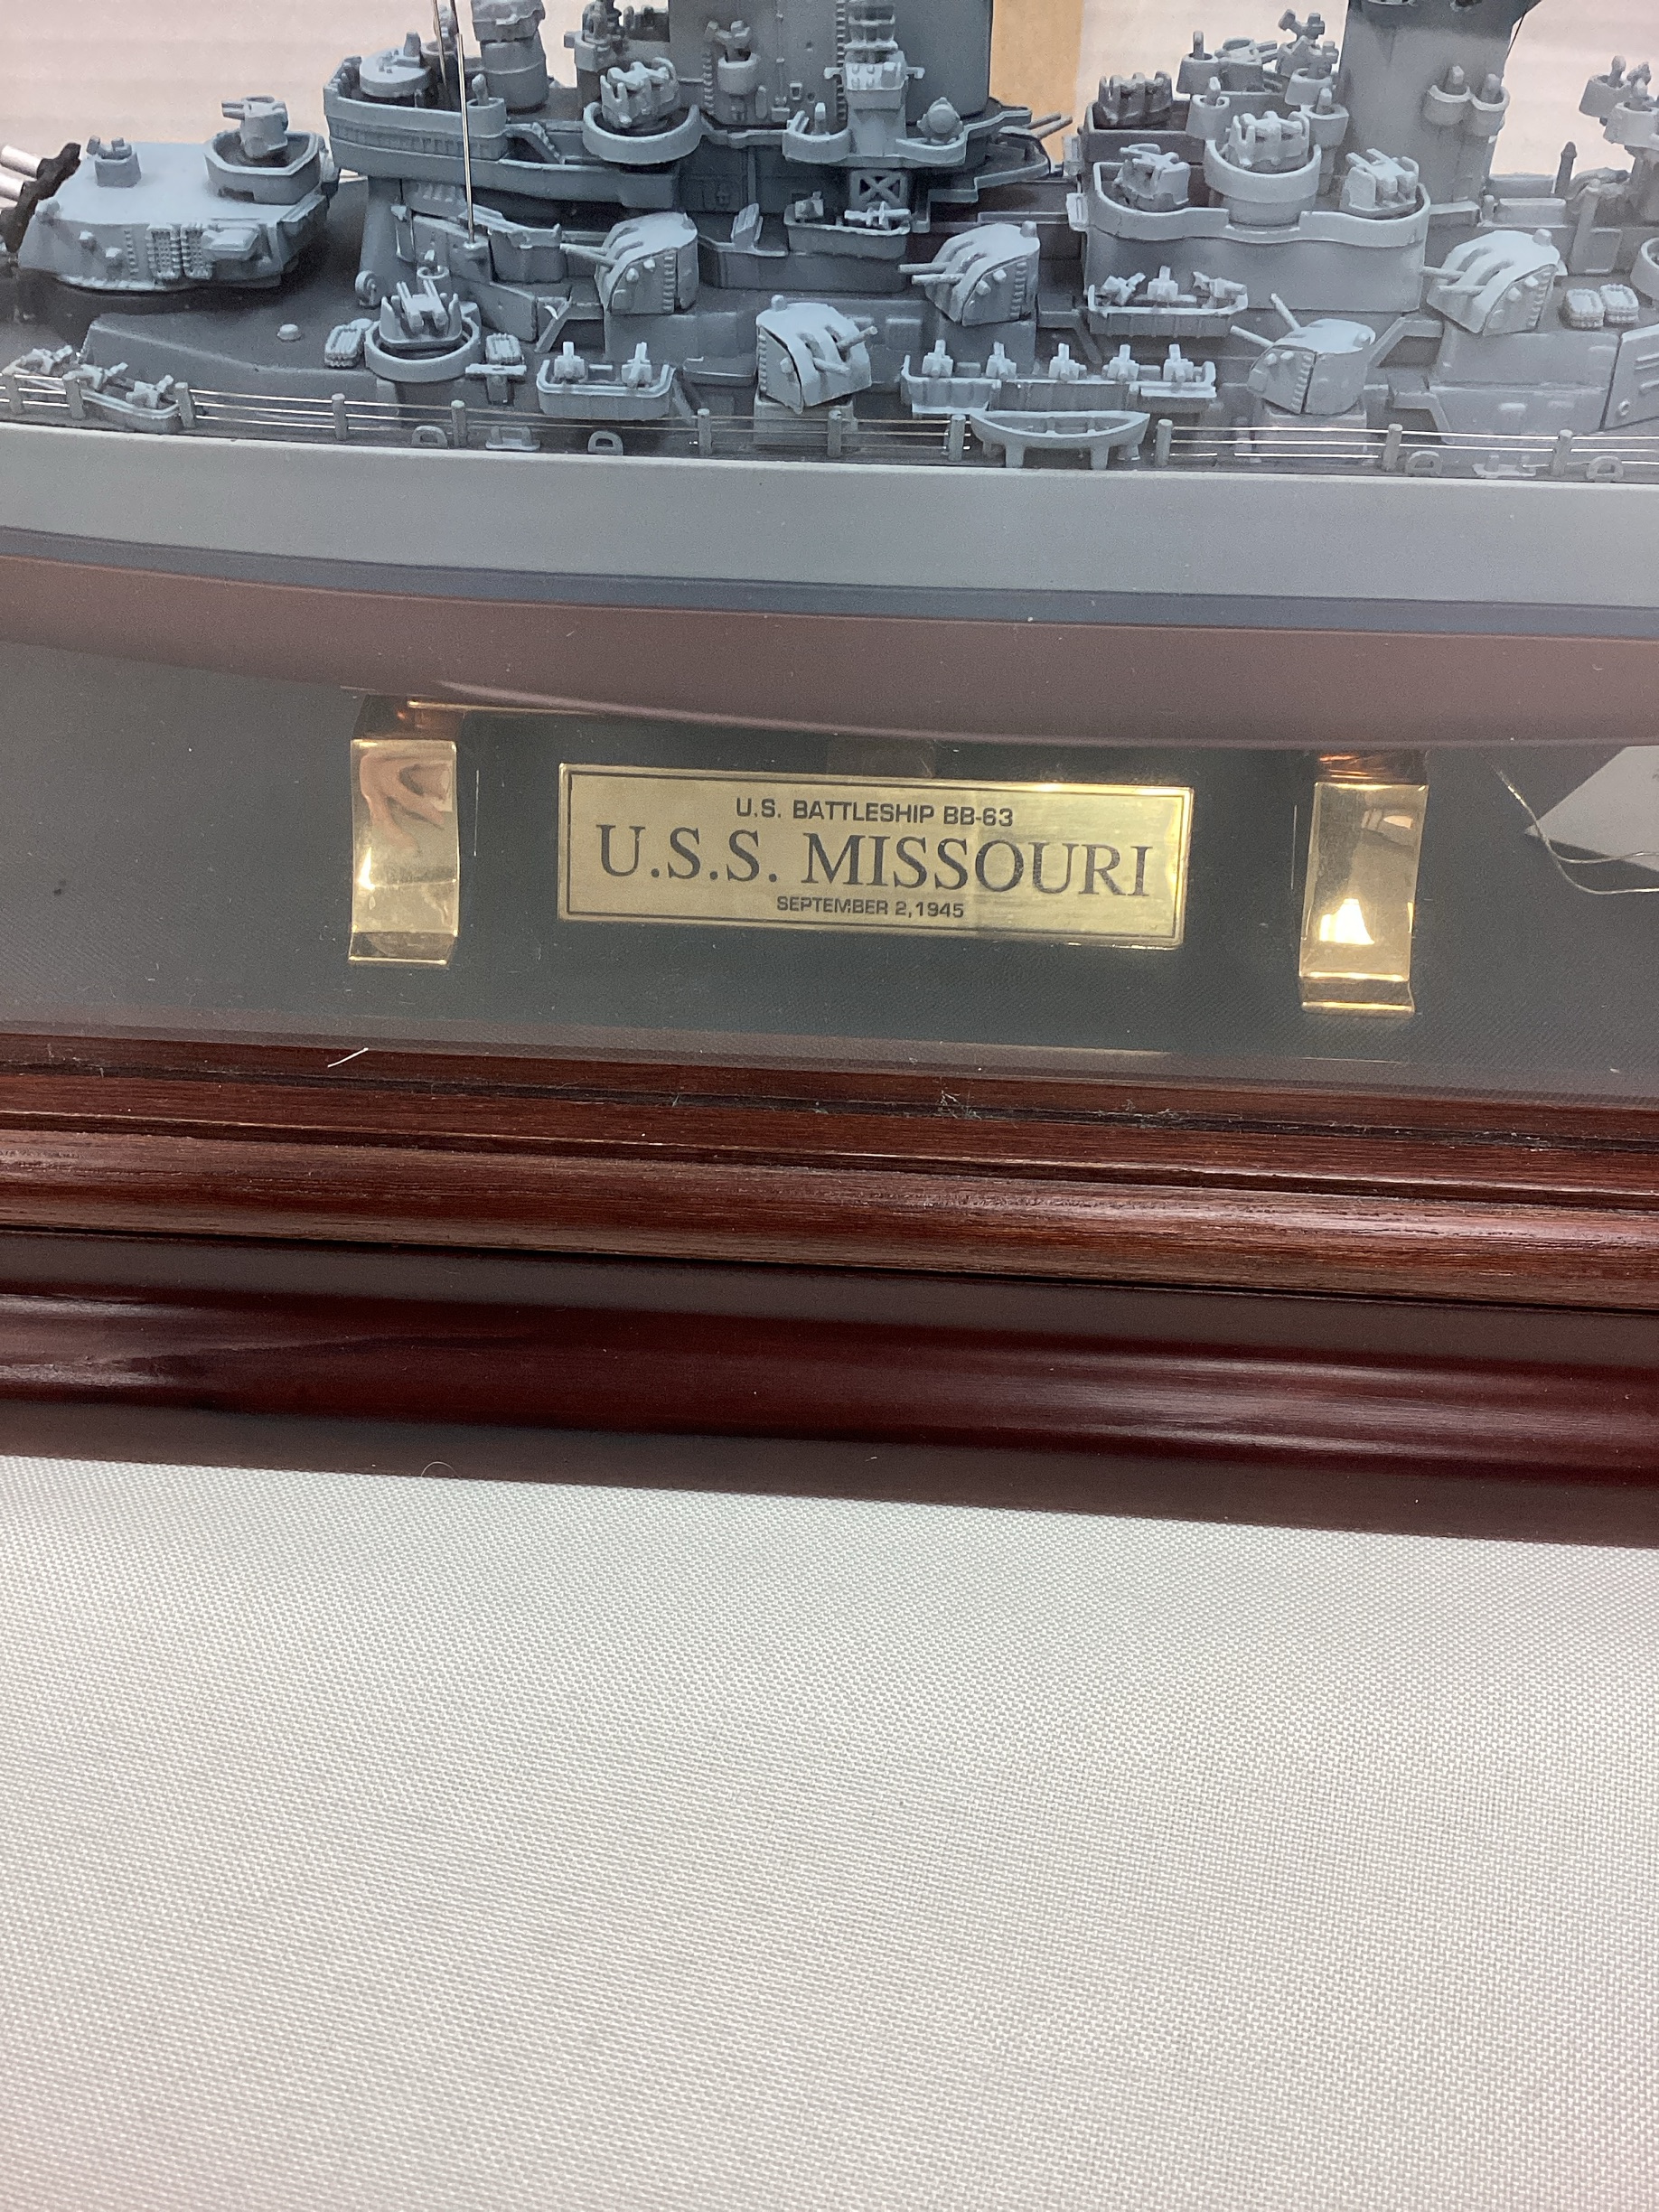 U.S. BATTLESHIP BB-63
U.S.S. MISSOURI
SEPTEMBER 2,1945